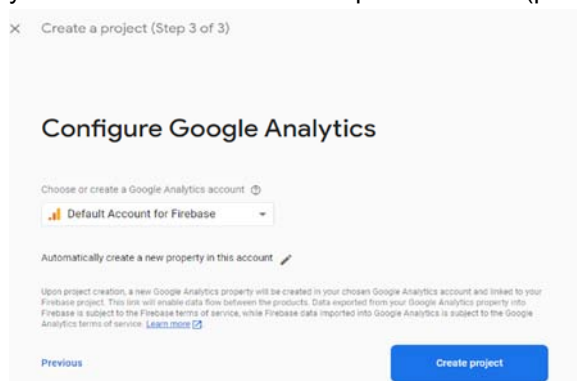 Create a project (Step 3 of 3)
Configure Google Analytics
Choose or create a Google Analytics account
Default Account for Firebase
Automatically create a new property in this account
Upon project creation, a new Google Analytics property will be created in your chosen Google Analytics account and linked to your
Firebase project. This link will enable data flow between the products. Data exported from your Google Analytics property into
Firebase is subject to the Firebase terms of service, while Firebase data imported into Google Analytics is subject to the Google
Analytics terms of service. Learn more
Previous
Create project